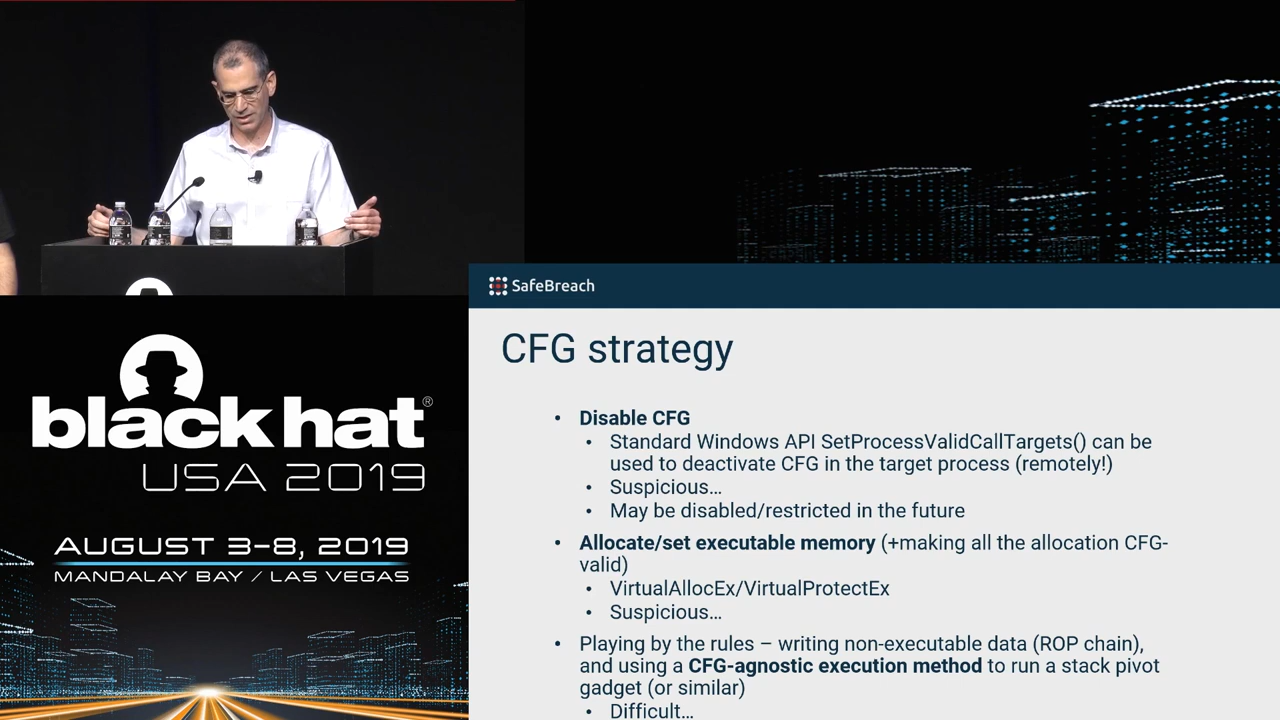 black hat®
USA 2019
AUGUST 3-8, 2019
MANDALAY BAY / LAS VEGAS
SafeBreach
CFG strategy
• Disable CFG
• Standard Windows API SetProcessValidCallTargets() can be
used to deactivate CFG in the target process (remotely!)
• Suspicious…
• May be disabled/restricted in the future
• Allocate/set executable memory (+making all the allocation CFG-
valid)
• VirtualAllocEx/VirtualProtectEx
• Suspicious…
• Playing by the rules – writing non-executable data (ROP chain),
and using a CFG-agnostic execution method to run a stack pivot
gadget (or similar)
• Difficult…